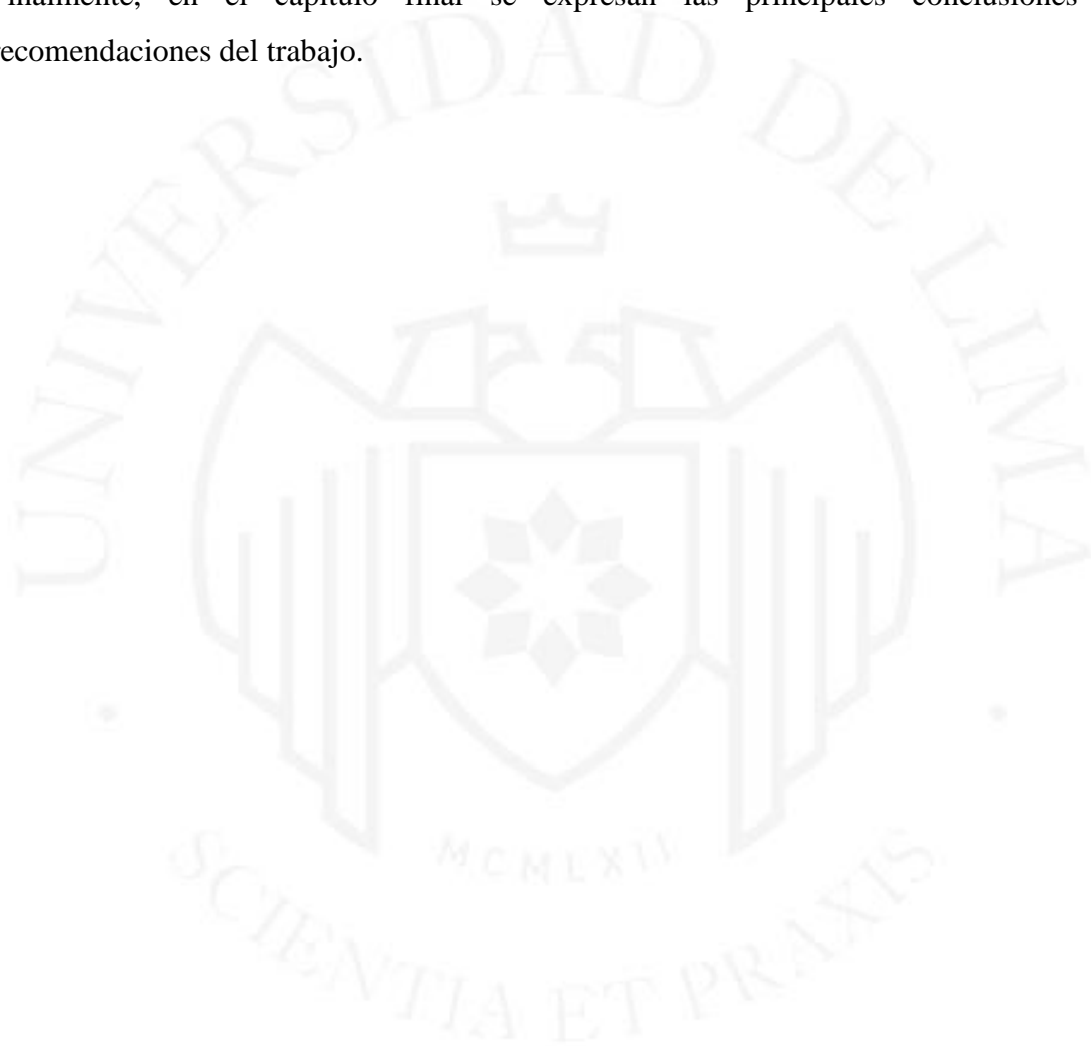 inalmente, en el capítulo final se expresan las principales conclusiones
recomendaciones del trabajo.
UNIVERSIDAD DE LIMA
MCMLXII
SCIENTIA ET PRAXIS